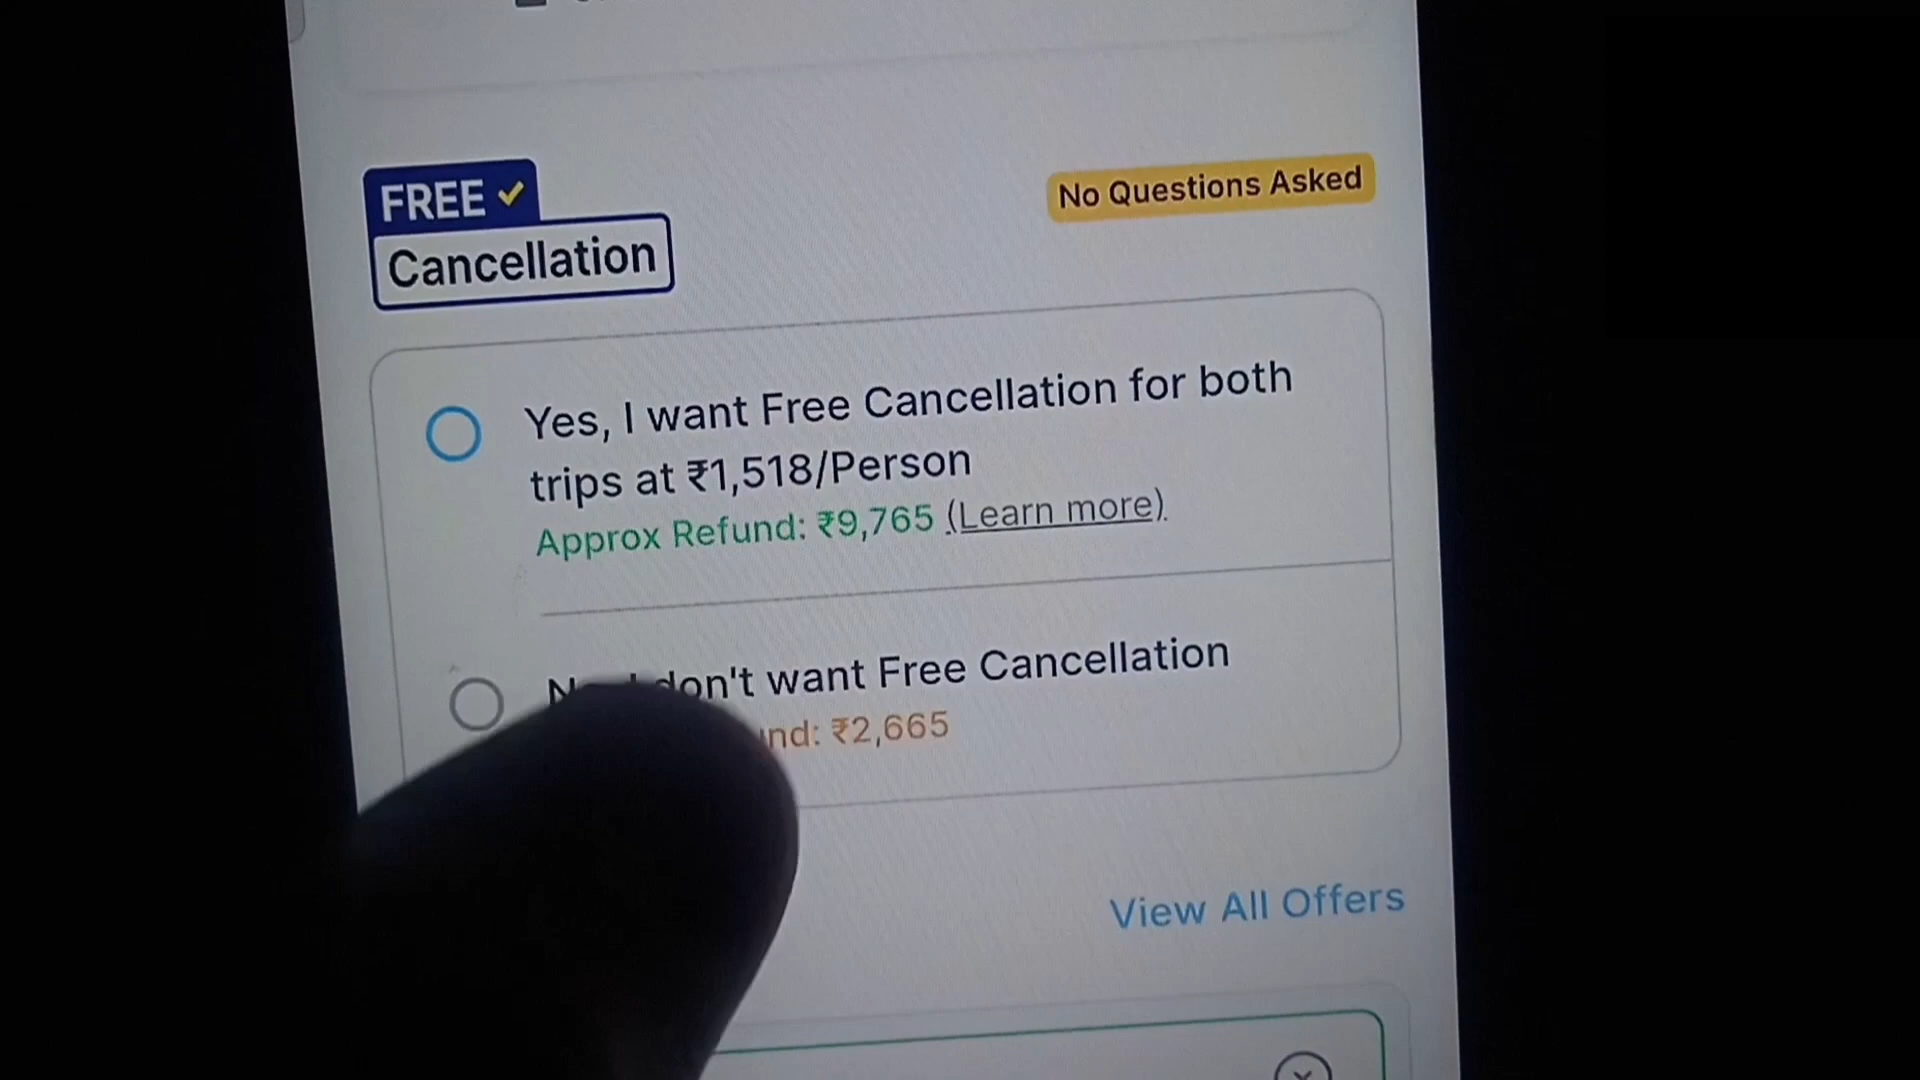 FREE
Cancellation
No Questions Asked
Yes, I want Free Cancellation for both
trips at ₹1,518/Person
Approx Refund: ₹9,765 (Learn more)
don't want Free Cancellation
₹2,665
View All Offers